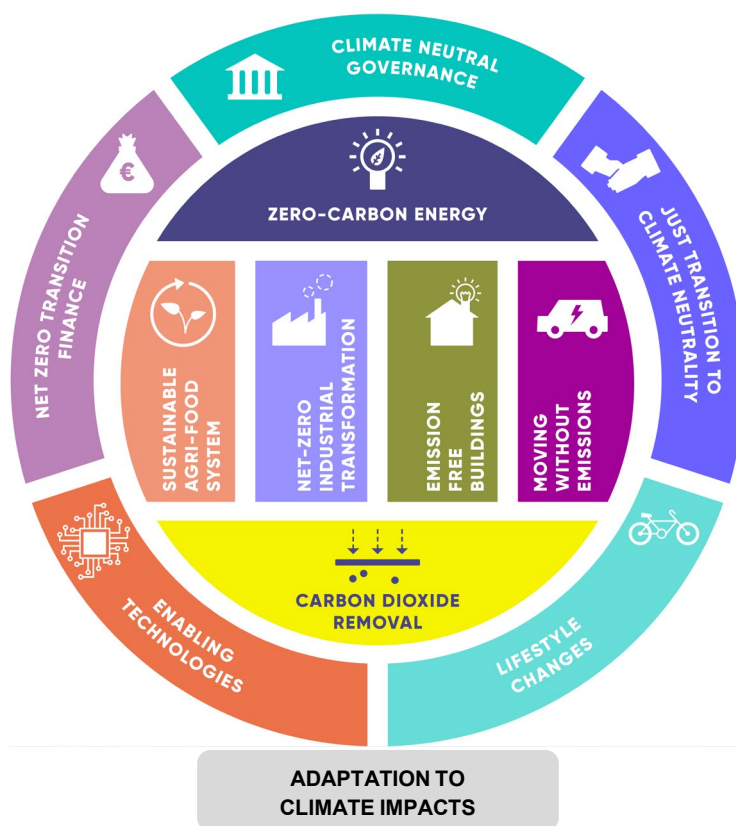 CLIMATE NEUTRAL
GOVERNANCE
NET ZERO TRANSITION
FINANCE
€
JUST TRANSITION TO
CLIMATE NEUTRALITY
ZERO-CARBON ENERGY
SUSTAINABLE
AGRI-FOOD
SYSTEM
NET-ZERO
INDUSTRIAL
TRANSFORMATION
EMISSION
FREE
BUILDINGS
MOVING
WITHOUT
EMISSIONS
CARBON DIOXIDE
REMOVAL
ENABLING
TECHNOLOGIES
LIFESTYLE
CHANGES
ADAPTATION TO
CLIMATE IMPACTS